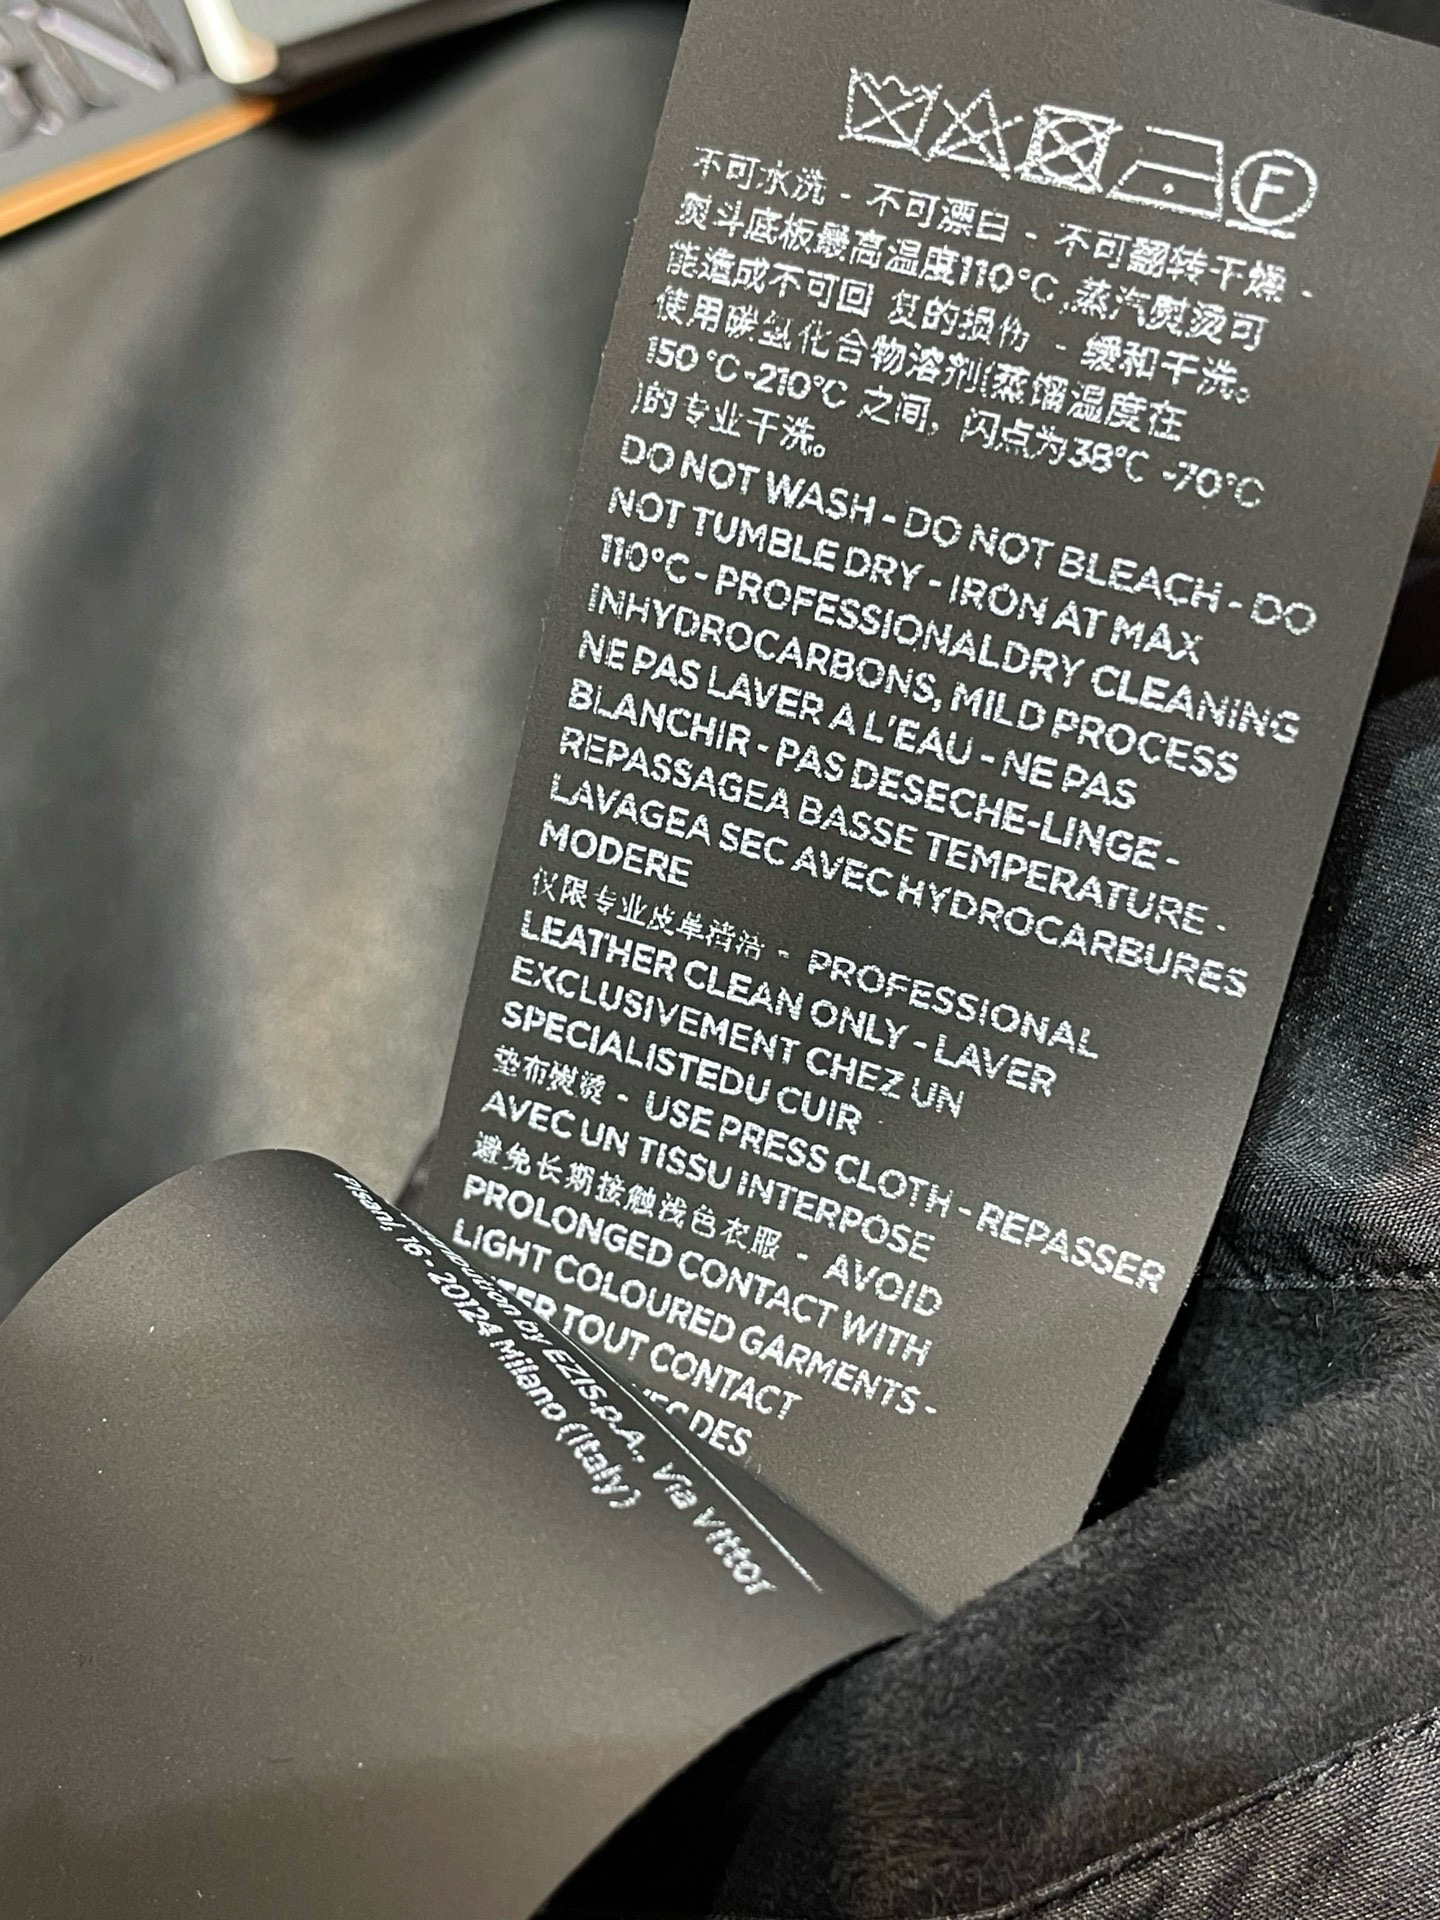 不可水洗 - 不可漂白 - 不可翻转干燥 -
熨斗底板最高温度110°C,蒸汽熨烫可
能造成不可回 复的损伤 - 缓和干洗。
使用碳氢化合物溶剂(蒸馏温度在
150°C-210°C 之间，闪点为38°C -70°C
)的专业干洗。
DO NOT WASH - DO NOT BLEACH - DO
NOT TUMBLE DRY - IRON AT MAX
110°C - PROFESSIONALDRY CLEANING
INHYDROCARBONS, MILD PROCESS
NE PAS LAVER A L'EAU - NE PAS
BLANCHIR - PAS DESECHE-LINGE -
REPASSAGEA BASSE TEMPERATURE -
LAVAGEA SEC AVEC HYDROCARBURES
MODERE
仅限专业皮革清洁 - PROFESSIONAL
LEATHER CLEAN ONLY - LAVER
EXCLUSIVEMENT CHEZ UN
SPECIALISTEDU CUIR
垫布熨烫 - USE PRESS CLOTH - REPASSER
AVEC UN TISSU INTERPOSE
避免长期接触浅色衣服 - AVOID
PROLONGED CONTACT WITH
LIGHT COLOURED GARMENTS -
TOUT CONTACT
DES
by EZIS.p.A., Via Vittor
Pisani, 16 - 20124 Milano (Italy)
F